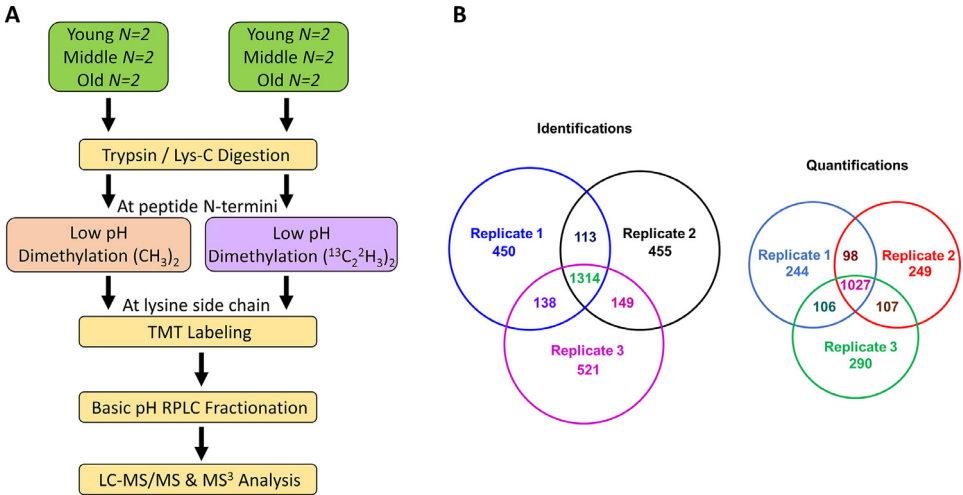 A
Young N=2
Middle N=2
Old N=2
Young N=2
Middle N=2
Old N=2
Trypsin / Lys-C Digestion
At peptide N-termini
Low pH
Dimethylation (CH₃)₂
Low pH
Dimethylation (¹³C₂²H₃)₂
At lysine side chain
TMT Labeling
Basic pH RPLC Fractionation
LC-MS/MS & MS³ Analysis
B
Identifications
Replicate 1
450
113
Replicate 2
455
1314
138
149
Replicate 3
521
Quantifications
Replicate 1
244
98
Replicate 2
249
1027
106
107
Replicate 3
290